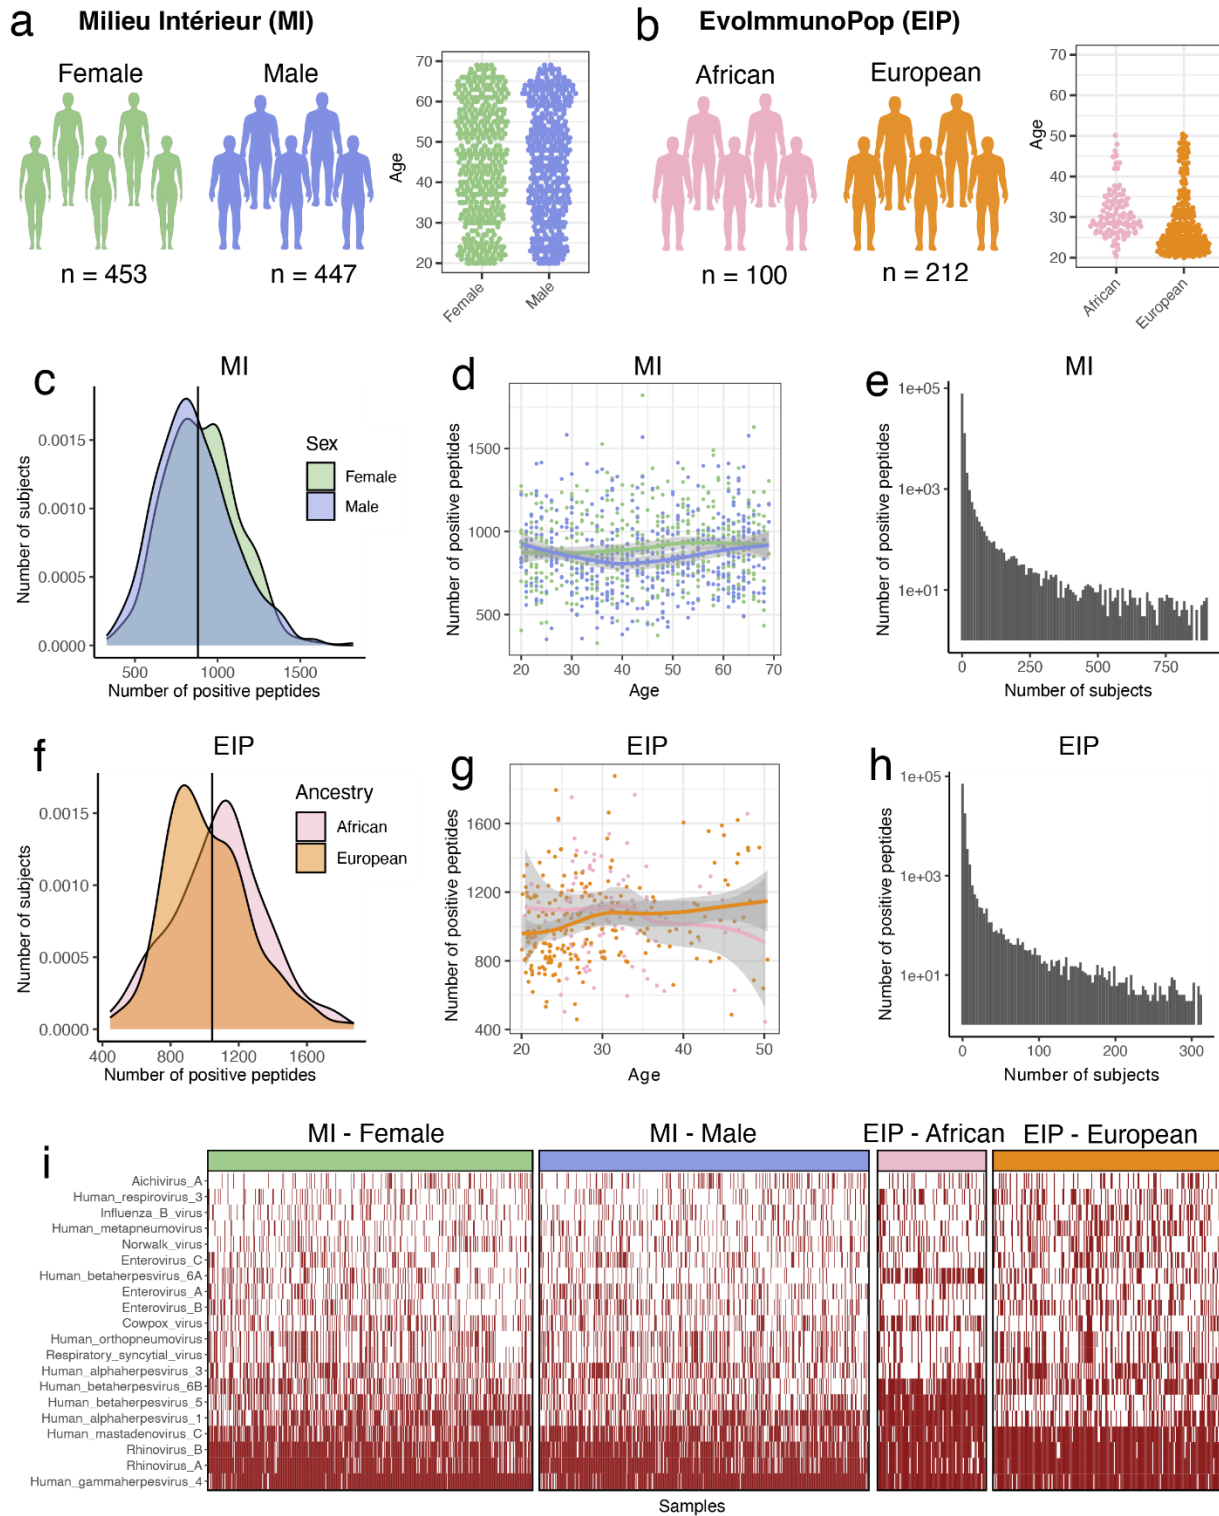 a Milieu Intérieur (MI)
Female Male
n = 453 n = 447
Age
70
60
50
40
30
20
Female Male
b EvoImmunoPop (EIP)
African European
n = 100 n = 212
Age
70
60
50
40
30
20
African European
c MI
Number of subjects
0.0015
0.0010
0.0005
0.0000
500 1000 1500
Number of positive peptides
Sex
Female
Male
d MI
Number of positive peptides
1500
1000
500
20 30 40 50 60 70
Age
e MI
Number of positive peptides
1e+05
1e+03
1e+01
0 250 500 750
Number of subjects
f EIP
Number of subjects
0.0015
0.0010
0.0005
0.0000
400 800 1200 1600
Number of positive peptides
Ancestry
African
European
g EIP
Number of positive peptides
1600
1200
800
400
20 30 40 50
Age
h EIP
Number of positive peptides
1e+05
1e+03
1e+01
0 100 200 300
Number of subjects
i MI - Female MI - Male EIP - African EIP - European
Aichivirus_A
Human_respirovirus_3
Influenza_B_virus
Human_metapneumovirus
Norwalk_virus
Enterovirus_C
Human_betaherpesvirus_6A
Enterovirus_A
Enterovirus_B
Cowpox_virus
Human_orthopneumovirus
Respiratory_syncytial_virus
Human_alphaherpesvirus_3
Human_betaherpesvirus_6B
Human_betaherpesvirus_5
Human_alphaherpesvirus_1
Human_mastadenovirus_C
Rhinovirus_B
Rhinovirus_A
Human_gammaherpesvirus_4
Samples